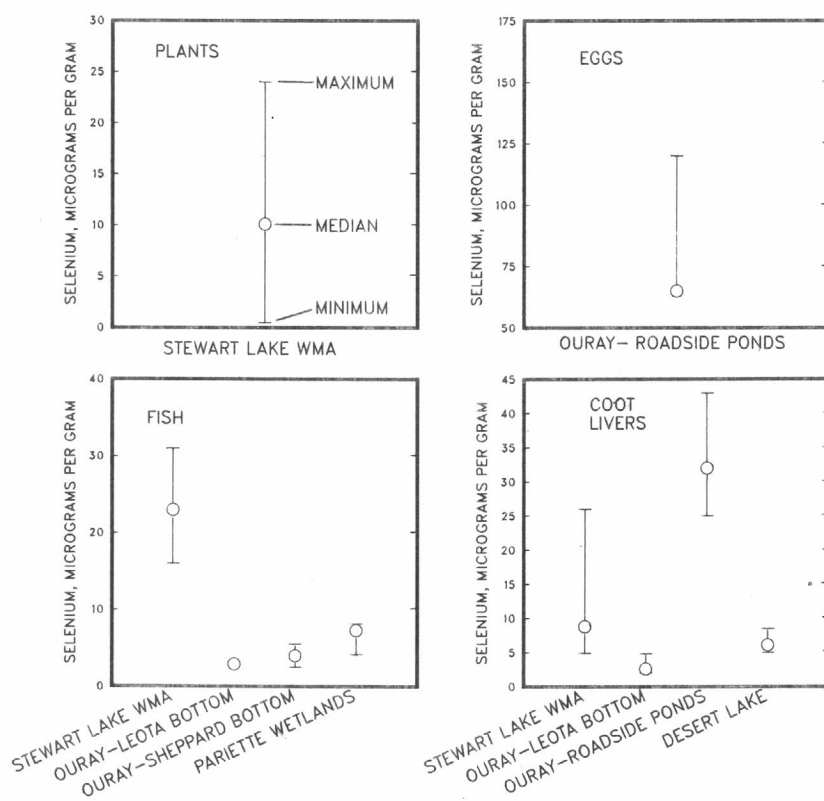 SELENIUM, MICROGRAMS PER GRAM
30
25
20
15
10
5
0
PLANTS
MAXIMUM
MEDIAN
MINIMUM
STEWART LAKE WMA
SELENIUM, MICROGRAMS PER GRAM
175
150
125
100
75
50
EGGS
OURAY- ROADSIDE PONDS
SELENIUM, MICROGRAMS PER GRAM
40
30
20
10
0
FISH
STEWART LAKE WMA
OURAY-LEOTA BOTTOM
OURAY-SHEPPARD BOTTOM
PARIETTE WETLANDS
SELENIUM, MICROGRAMS PER GRAM
45
40
35
30
25
20
15
10
5
0
COOT
LIVERS
STEWART LAKE WMA
OURAY-LEOTA BOTTOM
OURAY-ROADSIDE PONDS
DESERT LAKE